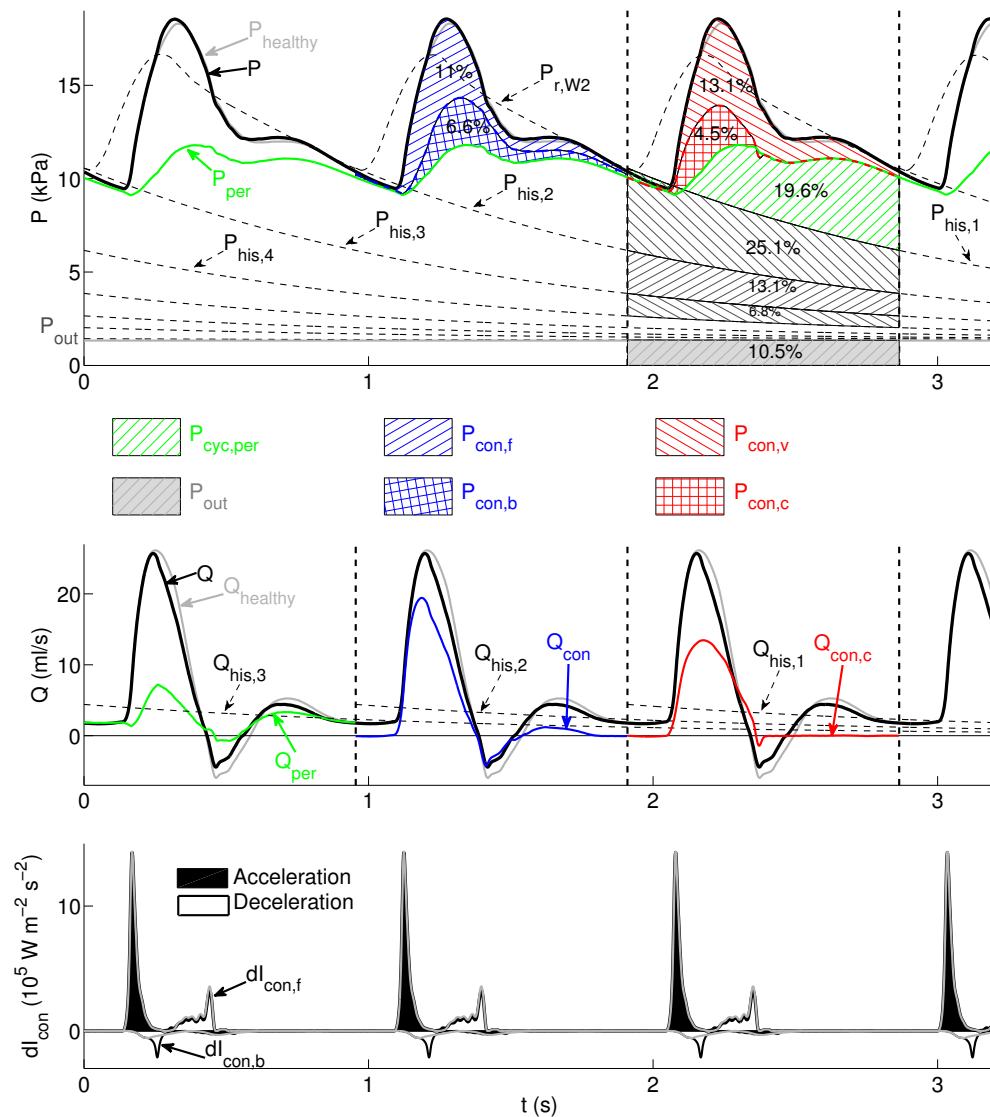 P_healthy
P
11%
P_r,W2
13.1%
15
6.6%
4.5%
P (kPa)
10
P_per
P_his,2
19.6%
P_his,3
P_his,1
P_his,4
25.1%
5
13.1%
6.8%
P_out
10.5%
0
0 1 2 3
P_cyc,per P_con,f P_con,v
P_out P_con,b P_con,c
Q
Q_healthy
20
Q (ml/s)
Q_his,3 Q_his,2 Q_con Q_his,1 Q_con,c
10
0
Q_per
0 1 2 3
Acceleration
Deceleration
10
dI_con (10^5 W m^−2 s^−2)
dI_con,f
0
dI_con,b
0 1 2 3
t (s)